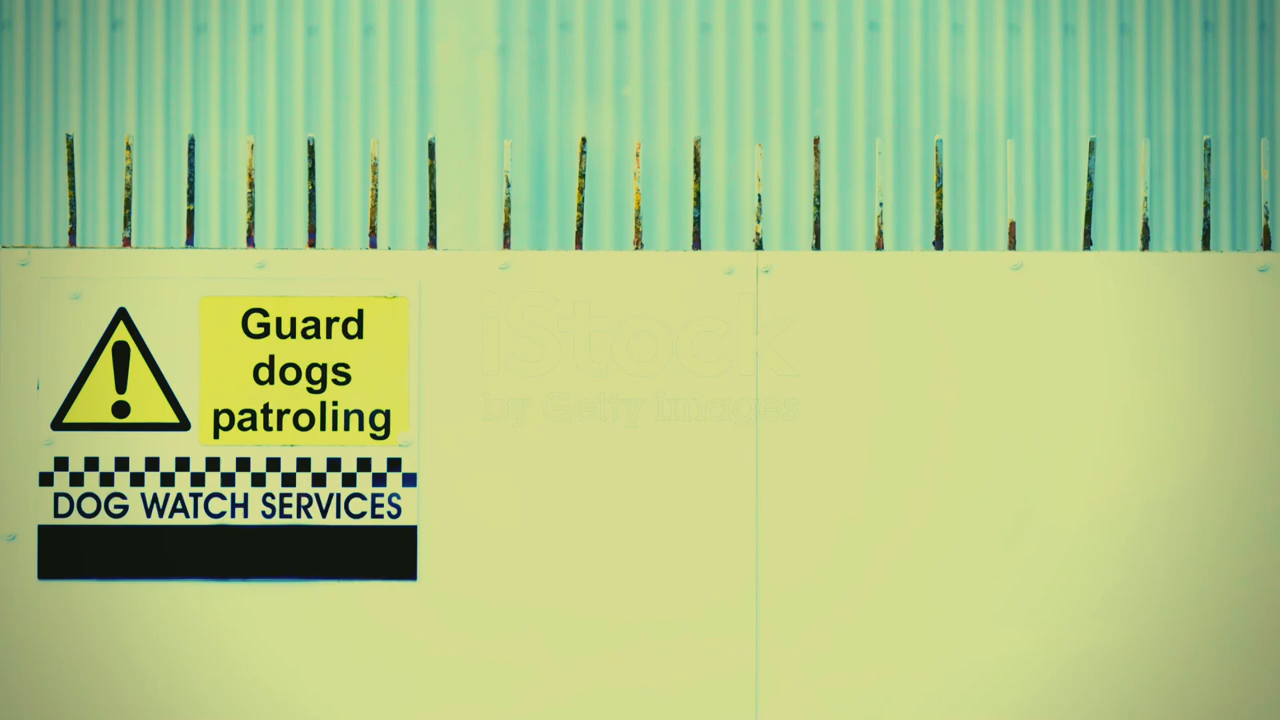 Guard
dogs
patroling
DOG WATCH SERVICES
iStock
by Getty Images